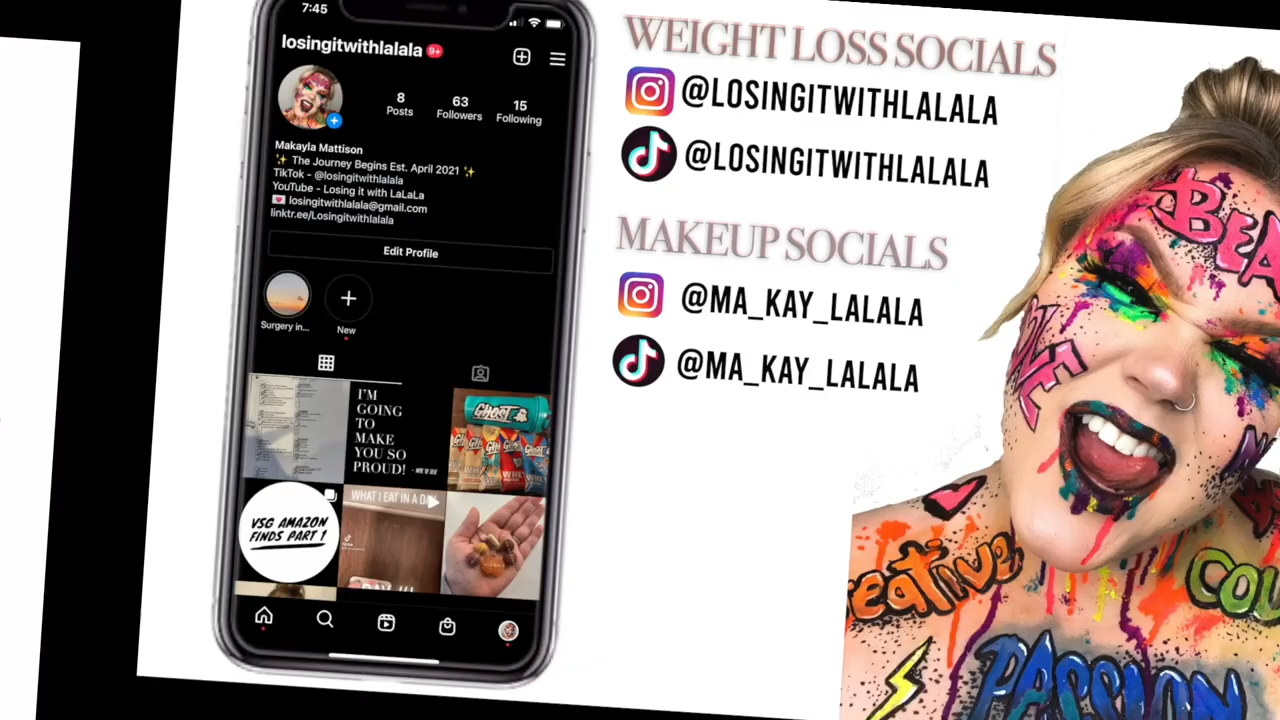 7:45
losingitwithlalala 9+
8
Posts
63
Followers
15
Following
Makayla Mattison
✨ The Journey Begins Est. April 2021 ✨
TikTok - @losingitwithlalala
YouTube - Losing it with LaLaLa
💌 losingitwithlalala@gmail.com
linktr.ee/Losingitwithlalala
Edit Profile
Surgery in...
New
I'M
GOING
TO
MAKE
YOU SO
PROUD!
GHOST
VSG AMAZON
FINDS PART 1
WHAT I EAT IN A DAY
WEIGHT LOSS SOCIALS
@LOSINGITWITHLALALA
@LOSINGITWITHLALALA
MAKEUP SOCIALS
@MA_KAY_LALALA
@MA_KAY_LALALA
BEA
eative
COU
PASSION